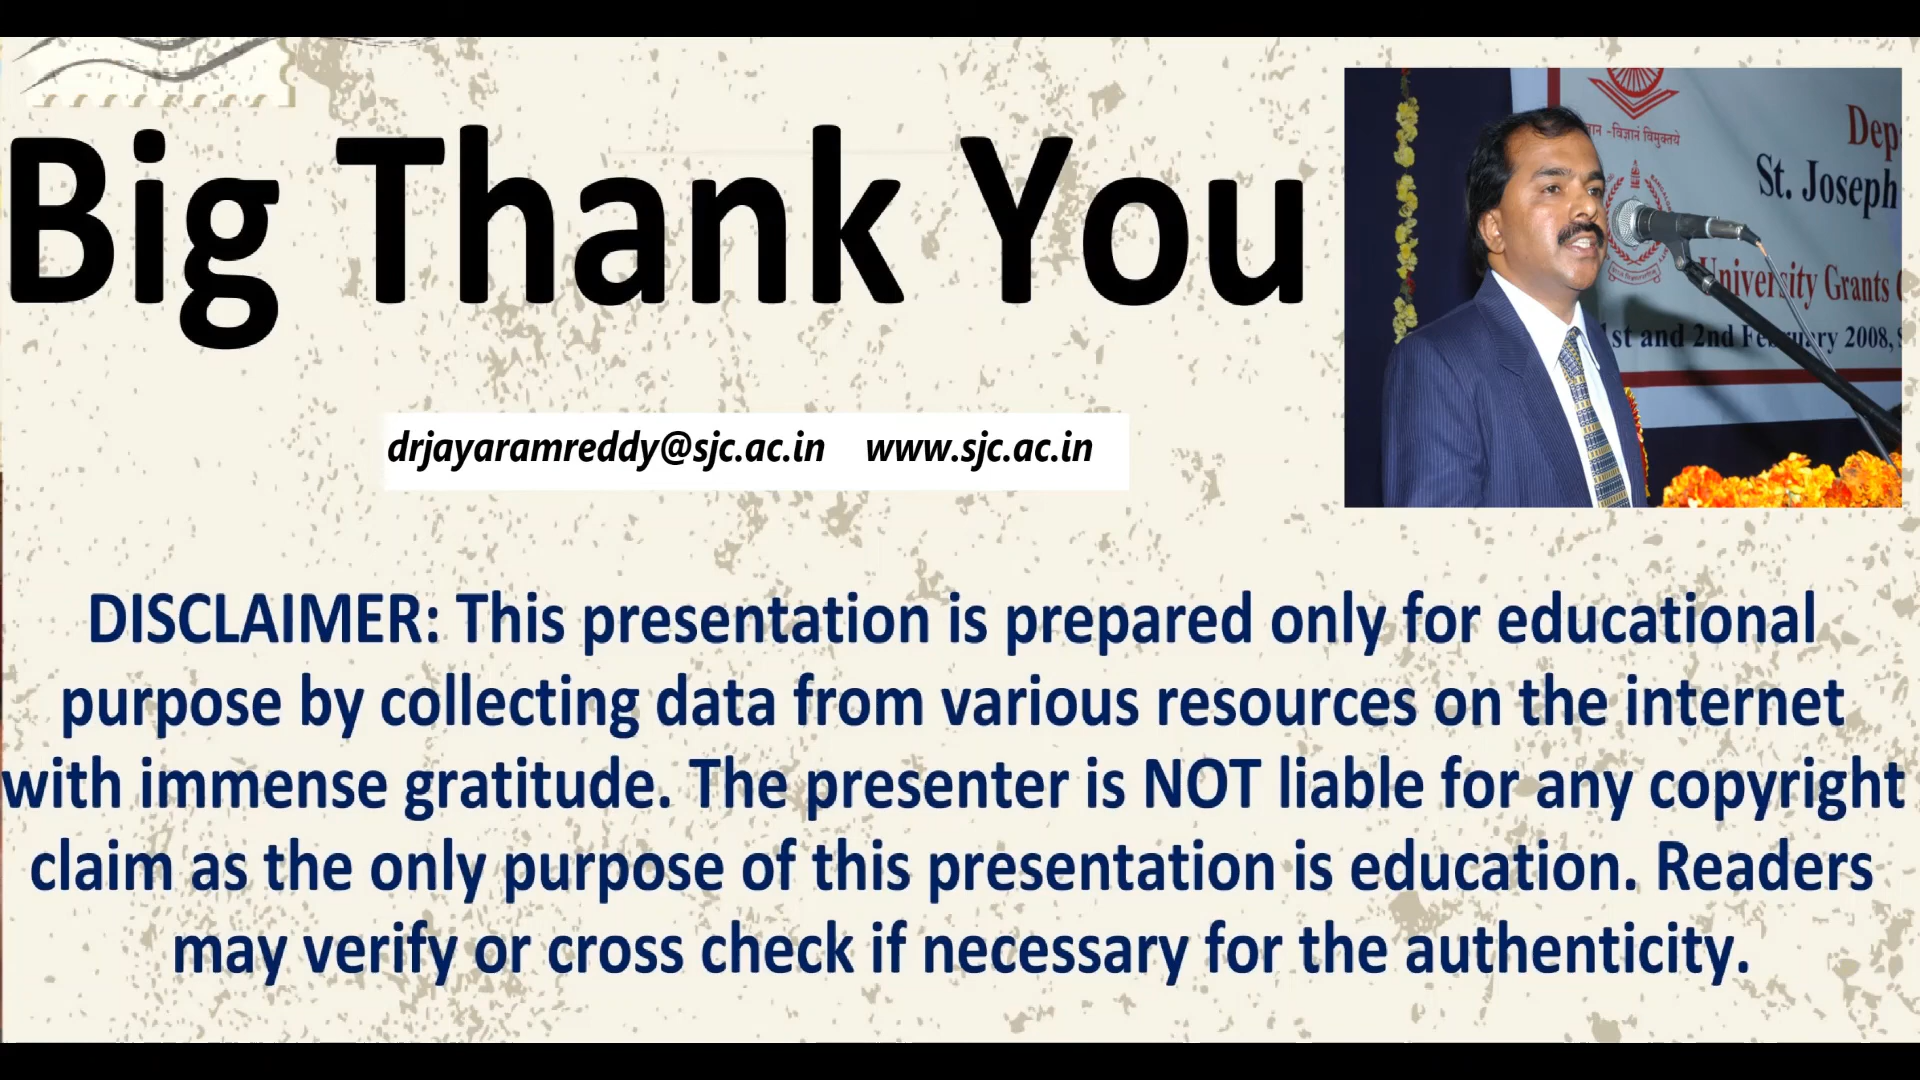 Big Thank You
drjayaramreddy@sjc.ac.in www.sjc.ac.in
DISCLAIMER: This presentation is prepared only for educational
purpose by collecting data from various resources on the internet
with immense gratitude. The presenter is NOT liable for any copyright
claim as the only purpose of this presentation is education. Readers
may verify or cross check if necessary for the authenticity.
-विज्ञानं विमुक्तये
Dep
St. Joseph
University Grants
1st and 2nd February 2008,